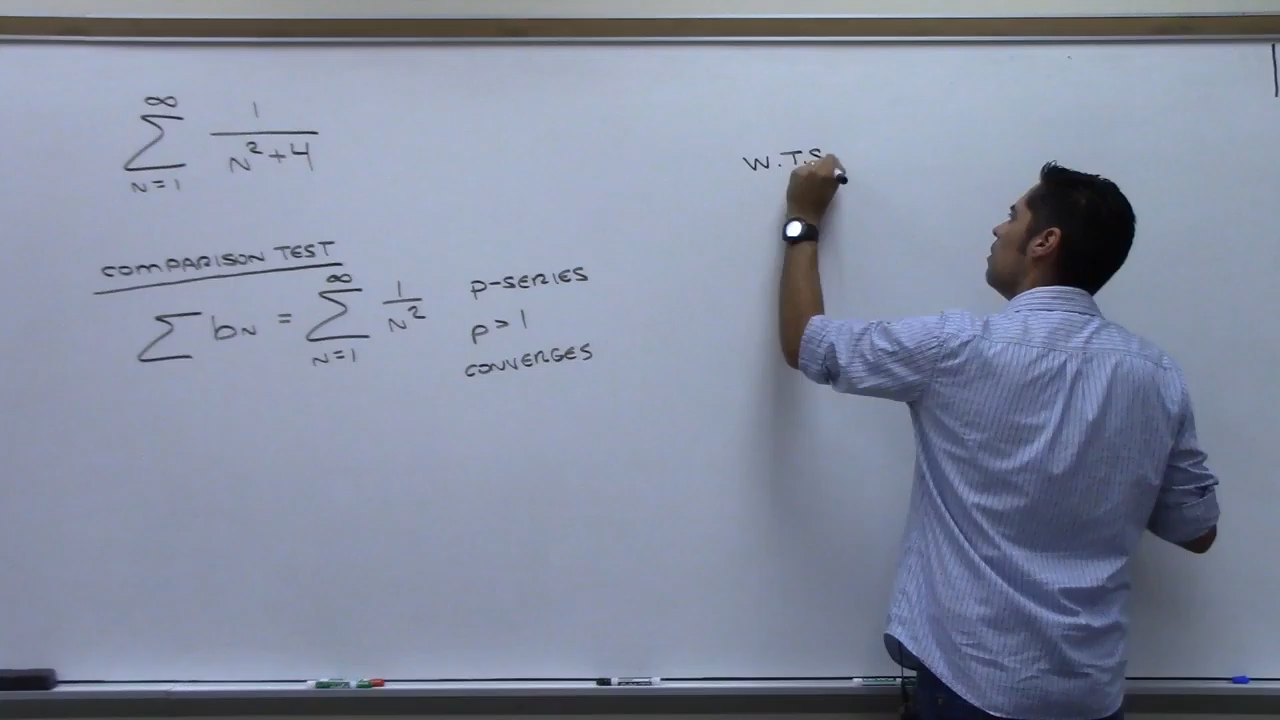 ∞
∑ 1/(N²+4)
N=1
COMPARISON TEST
∑ bN = ∑ 1/N²
∞
N=1
P-SERIES
P>1
CONVERGES
W.T.S